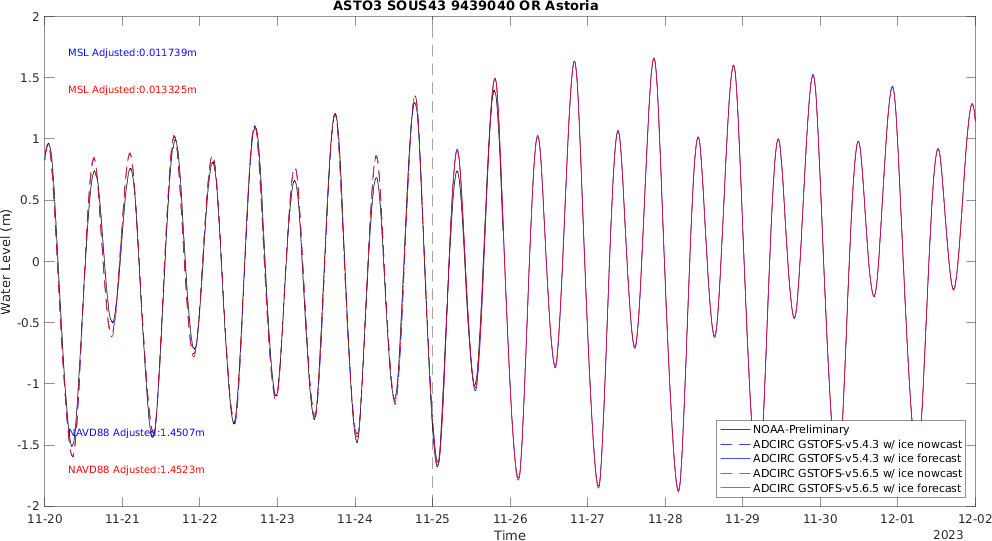 ASTO3 SOUS43 9439040 OR Astoria
2
1.5
1
0.5
0
-0.5
-1
-1.5
-2
Water Level (m)
MSL Adjusted:0.011739m
MSL Adjusted:0.013325m
NAVD88 Adjusted:1.4507m
NAVD88 Adjusted:1.4523m
NOAA-Preliminary
ADCIRC GSTOFS-v5.4.3 w/ ice nowcast
ADCIRC GSTOFS-v5.4.3 w/ ice forecast
ADCIRC GSTOFS-v5.6.5 w/ ice nowcast
ADCIRC GSTOFS-v5.6.5 w/ ice forecast
11-20 11-21 11-22 11-23 11-24 11-25 11-26 11-27 11-28 11-29 11-30 12-01 12-02
Time
2023